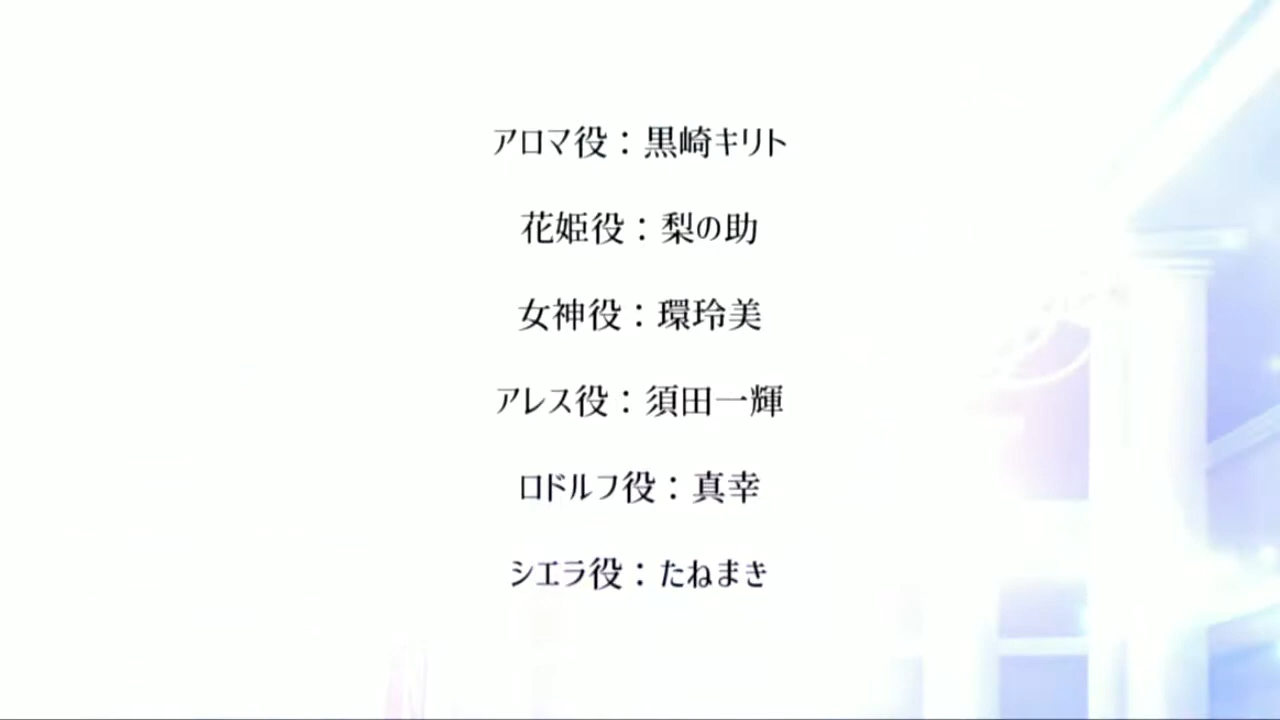 アロマ役：黒崎キリト
花姫役：梨の助
女神役：環玲美
アレス役：須田一輝
ロドルフ役：真幸
シエラ役：たねまき